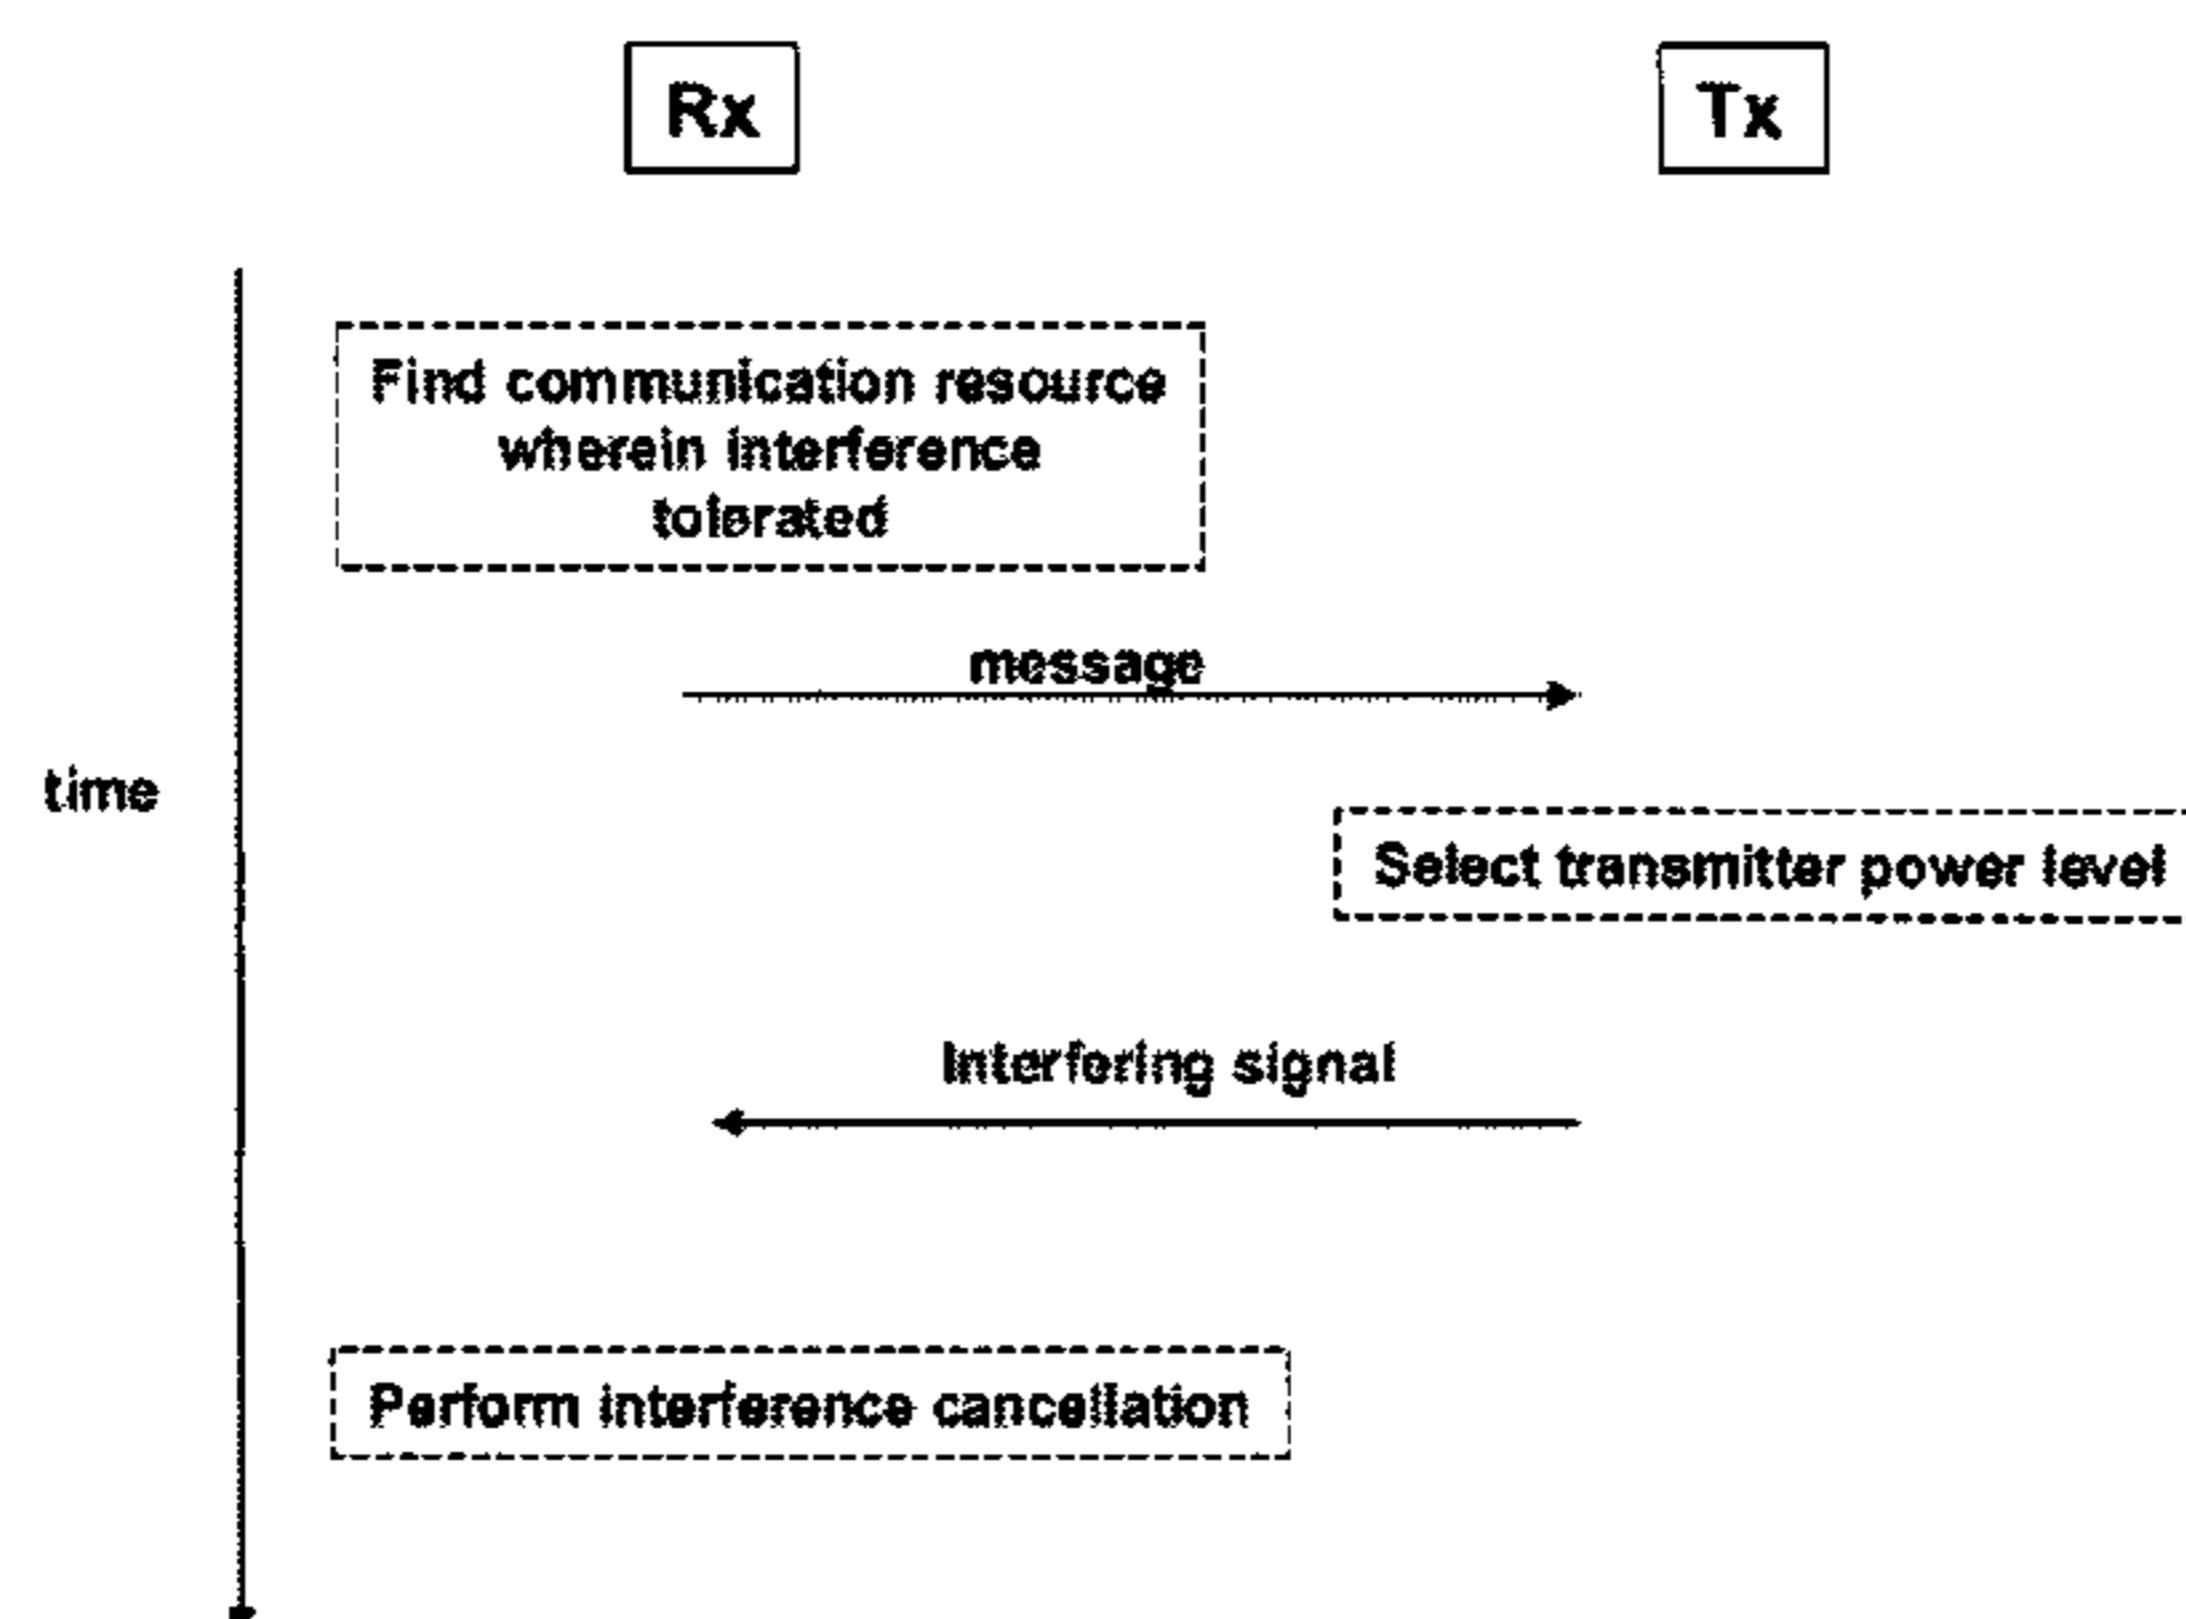 Rx
Tx
Find communication resource
wherein interference
tolerated
message
time
Select transmitter power level
Interfering signal
Perform interference cancellation